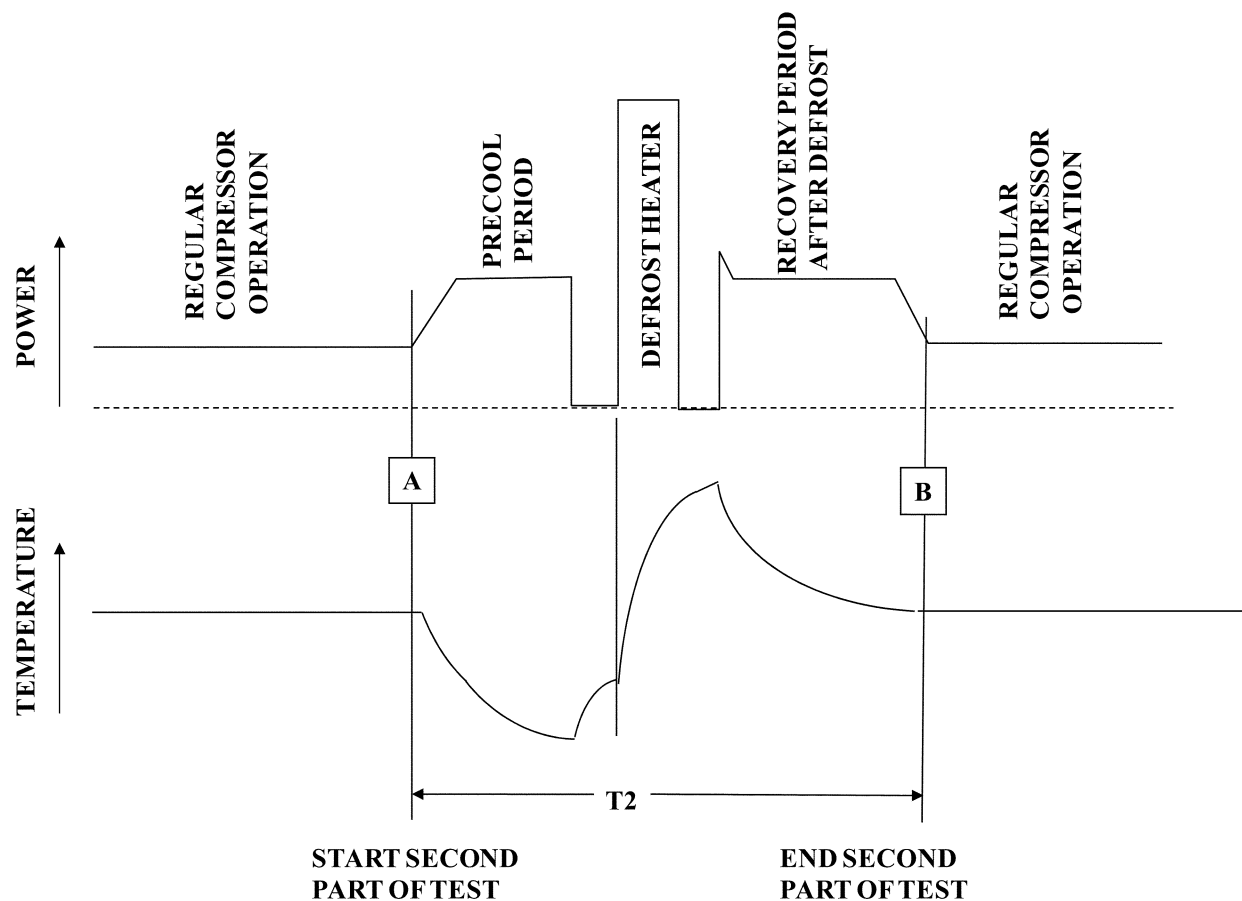 REGULAR
COMPRESSOR
OPERATION
PRECOOL
PERIOD
DEFROST HEATER
RECOVERY PERIOD
AFTER DEFROST
REGULAR
COMPRESSOR
OPERATION
POWER
A
B
TEMPERATURE
T2
START SECOND
PART OF TEST
END SECOND
PART OF TEST